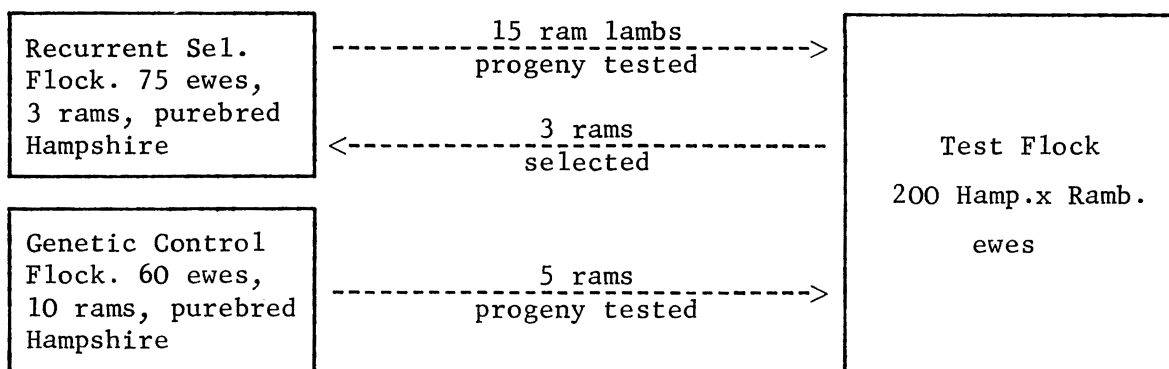 Recurrent Sel.
Flock. 75 ewes,
3 rams, purebred
Hampshire
15 ram lambs
progeny tested
3 rams
selected
Test Flock
200 Hamp.x Ramb.
ewes
Genetic Control
Flock. 60 ewes,
10 rams, purebred
Hampshire
5 rams
progeny tested